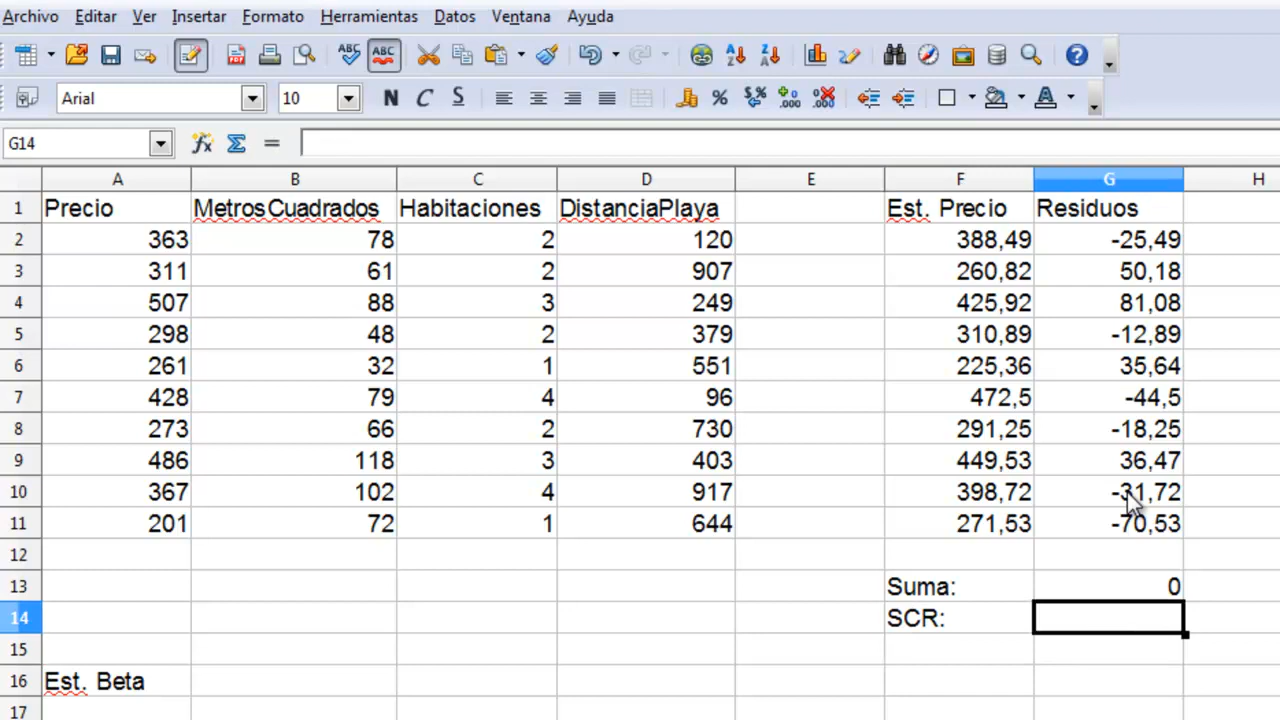 Archivo Editar Ver Insertar Formato Herramientas Datos Ventana Ayuda
ABC ABC
Arial 10 N C S % .000 .000 A
G14 fx Σ =
A B C D E F G H
1 Precio MetrosCuadrados Habitaciones DistanciaPlaya Est. Precio Residuos
2 363 78 2 120 388,49 -25,49
3 311 61 2 907 260,82 50,18
4 507 88 3 249 425,92 81,08
5 298 48 2 379 310,89 -12,89
6 261 32 1 551 225,36 35,64
7 428 79 4 96 472,5 -44,5
8 273 66 2 730 291,25 -18,25
9 486 118 3 403 449,53 36,47
10 367 102 4 917 398,72 -31,72
11 201 72 1 644 271,53 -70,53
12
13 Suma: 0
14 SCR:
15
16 Est. Beta
17